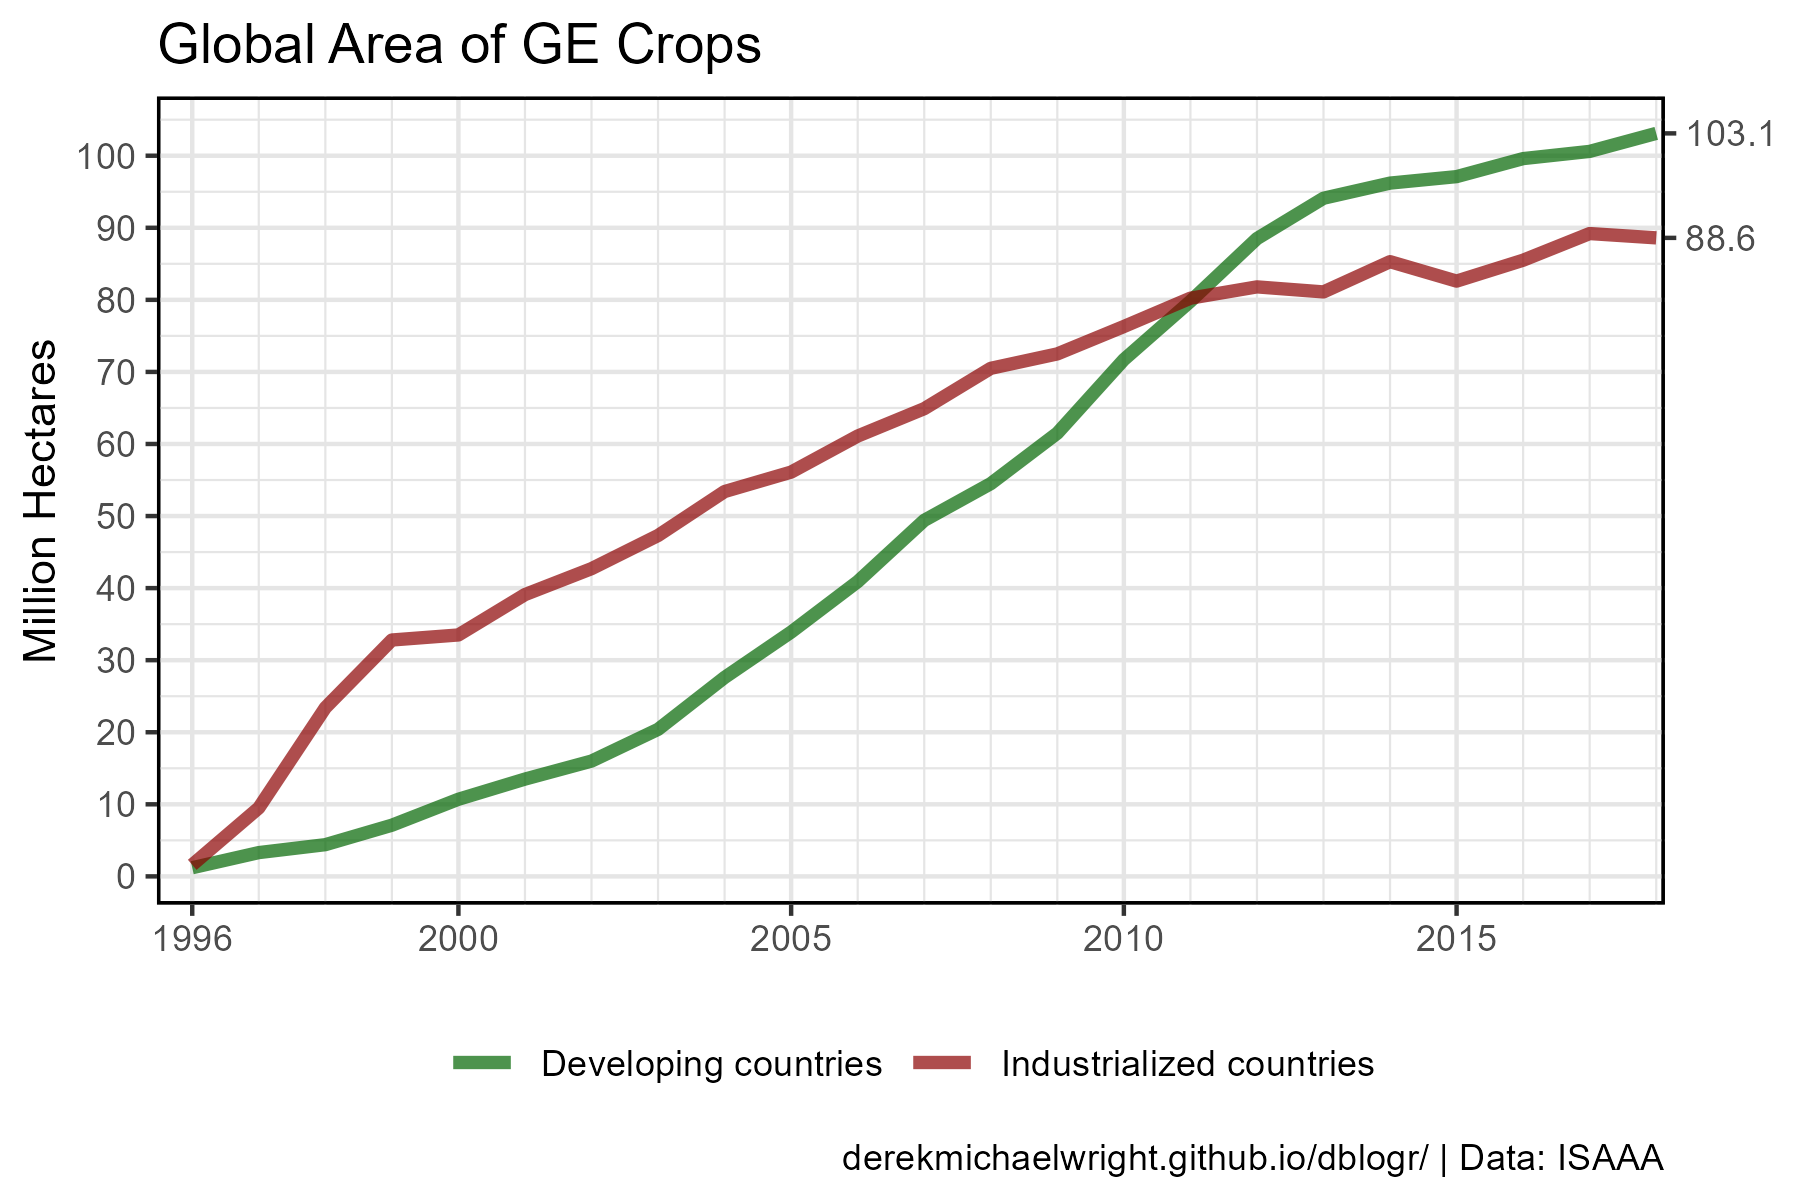 Global Area of GE Crops
Million Hectares
100
90
80
70
60
50
40
30
20
10
0
103.1
88.6
1996 2000 2005 2010 2015
Developing countries Industrialized countries
derekmichaelwright.github.io/dblogr/ | Data: ISAAA